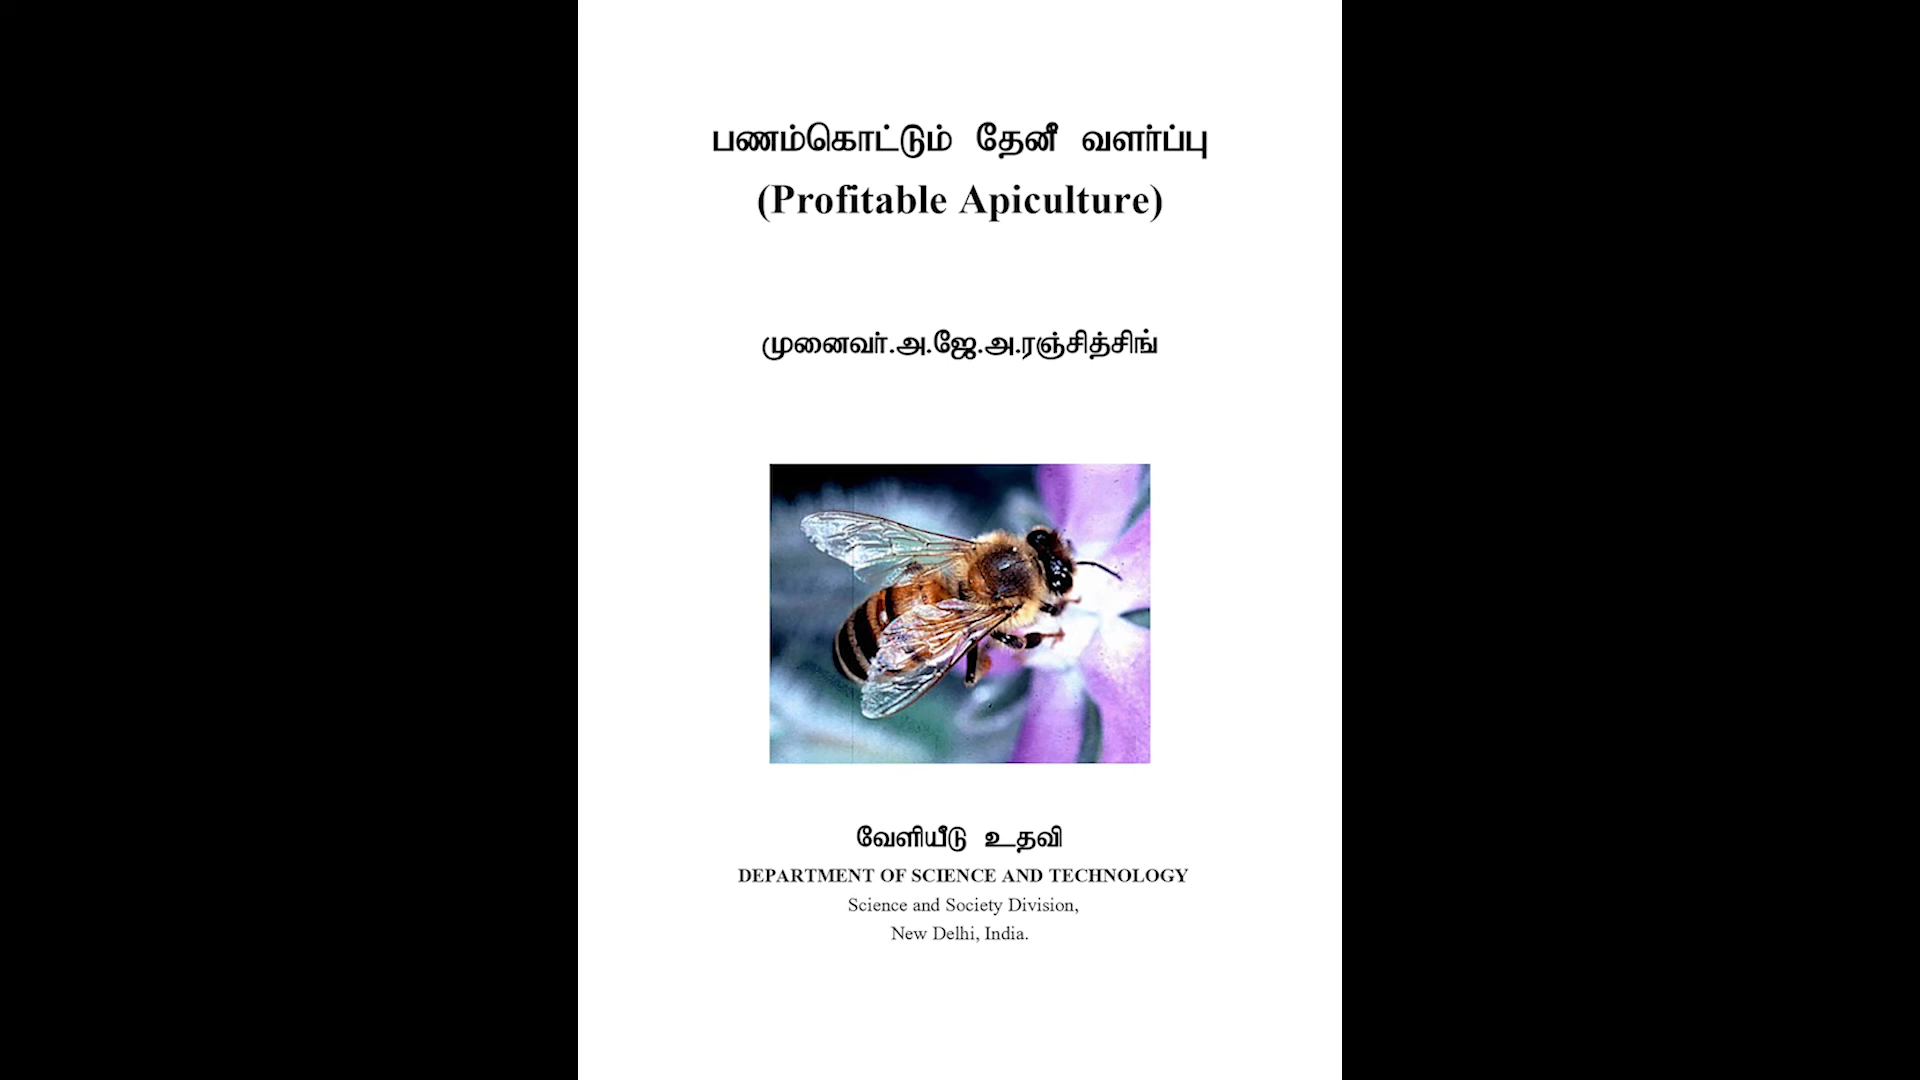 பணம்கொட்டும் தேனீ வளர்ப்பு
(Profitable Apiculture)
முனைவர்.அ.ஜே.அ.ரஞ்சித்சிங்
வேளியீடு உதவி
DEPARTMENT OF SCIENCE AND TECHNOLOGY
Science and Society Division,
New Delhi, India.